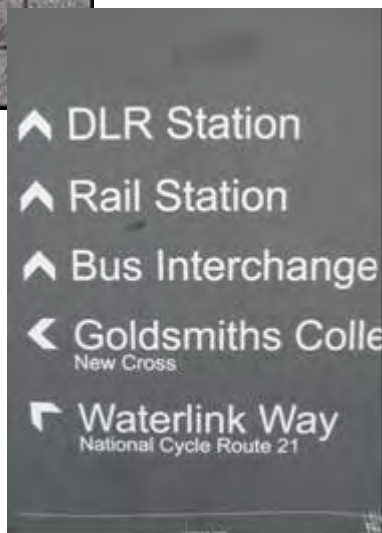 DLR Station
Rail Station
Bus Interchange
Goldsmiths Colle
New Cross
Waterlink Way
National Cycle Route 21